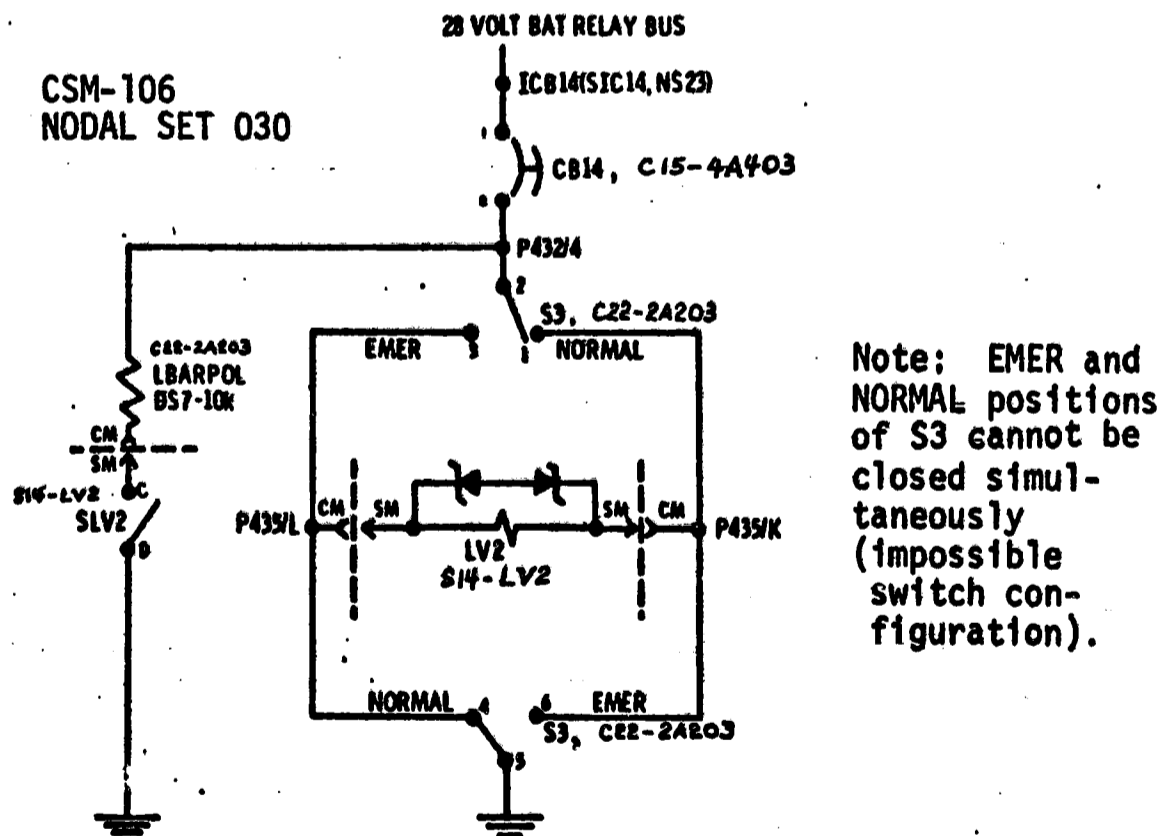 28 VOLT BAT RELAY BUS
CSM-106
NODAL SET 030
ICB14(SIC14, NS23)
1
CB14, C15-4A403
2
P432/4
2
S3, C22-2A203
EMER
3
1
NORMAL
C22-2A203
LBARPOL
DS7-10K
CM
SM
S14-LV2
C
SLV2
D
P435/L
CM
SM
LV2
S14-LV2
SM
CM
P435/K
NORMAL
4
6
EMER
S3, C22-2A203
5
Note: EMER and
NORMAL positions
of S3 cannot be
closed simul-
taneously
(impossible
switch con-
figuration).